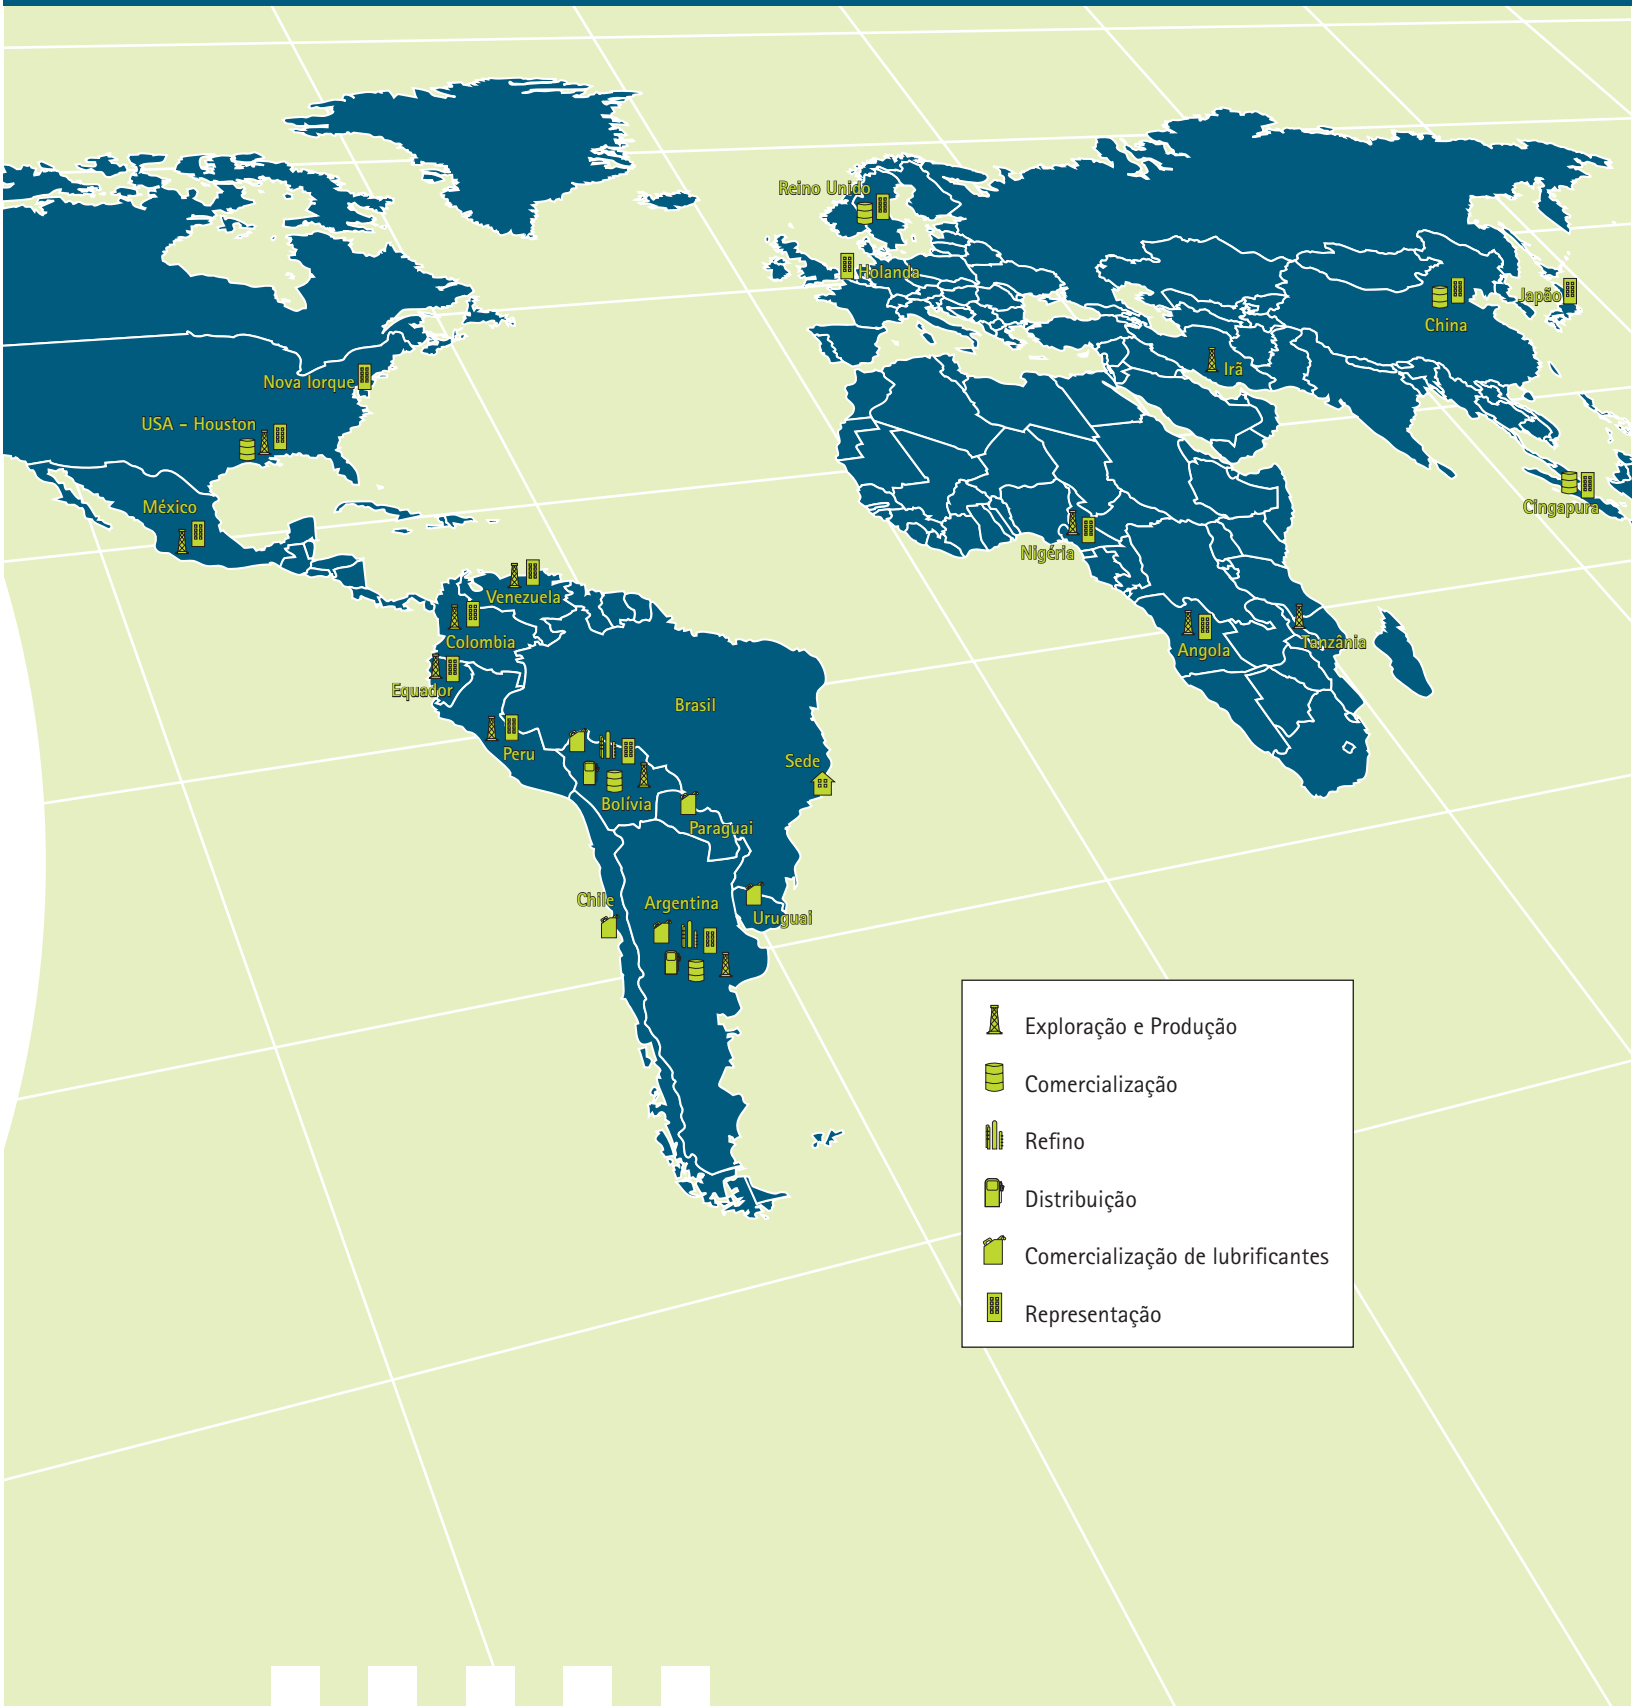 Reino Unido
Holanda
Japão
China
Irã
Nova Iorque
USA - Houston
México
Cingapura
Nigéria
Venezuela
Colombia
Tanzânia
Angola
Equador
Brasil
Peru
Sede
Bolívia
Paraguai
Chile
Argentina
Uruguai
Exploração e Produção
Comercialização
Refino
Distribuição
Comercialização de lubrificantes
Representação